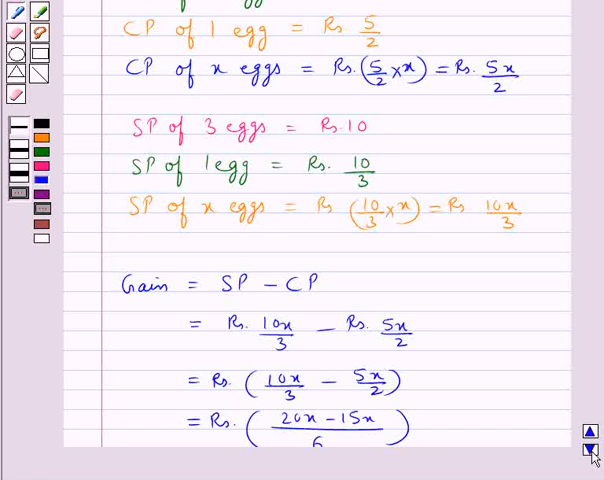 CP of 1 egg = Rs 5/2
CP of x eggs = Rs. (5/2 × x) = Rs. 5x/2
SP of 3 eggs = Rs. 10
SP of 1 egg = Rs. 10/3
SP of x eggs = Rs (10/3 × x) = Rs 10x/3
Gain = SP - CP
= Rs. 10x/3 - Rs. 5x/2
= Rs. (10x/3 - 5x/2)
= Rs. (20x - 15x/6)